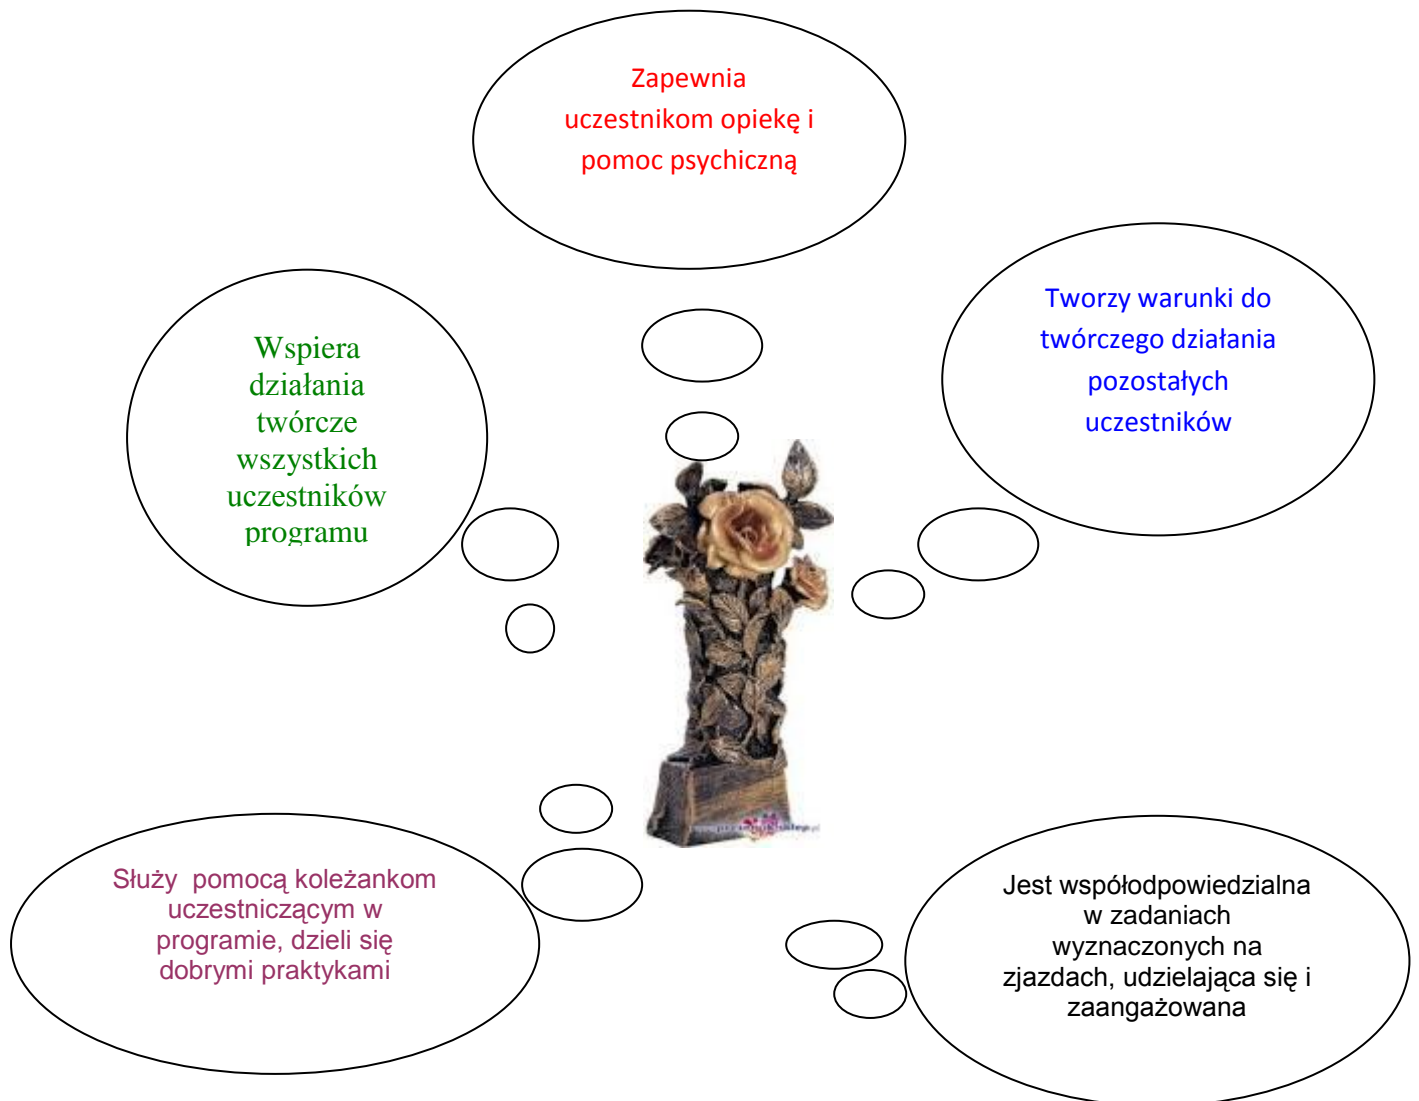 Zapewnia
uczestnikom opiekę i
pomoc psychiczną
Wspiera
działania
twórcze
wszystkich
uczestników
programu
Tworzy warunki do
twórczego działania
pozostałych
uczestników
Służy pomocą koleżankom
uczestniczącym w
programie, dzieli się
dobrymi praktykami
Jest współodpowiedzialna
w zadaniach
wyznaczonych na
zjazdach, udzielająca się i
zaangażowana